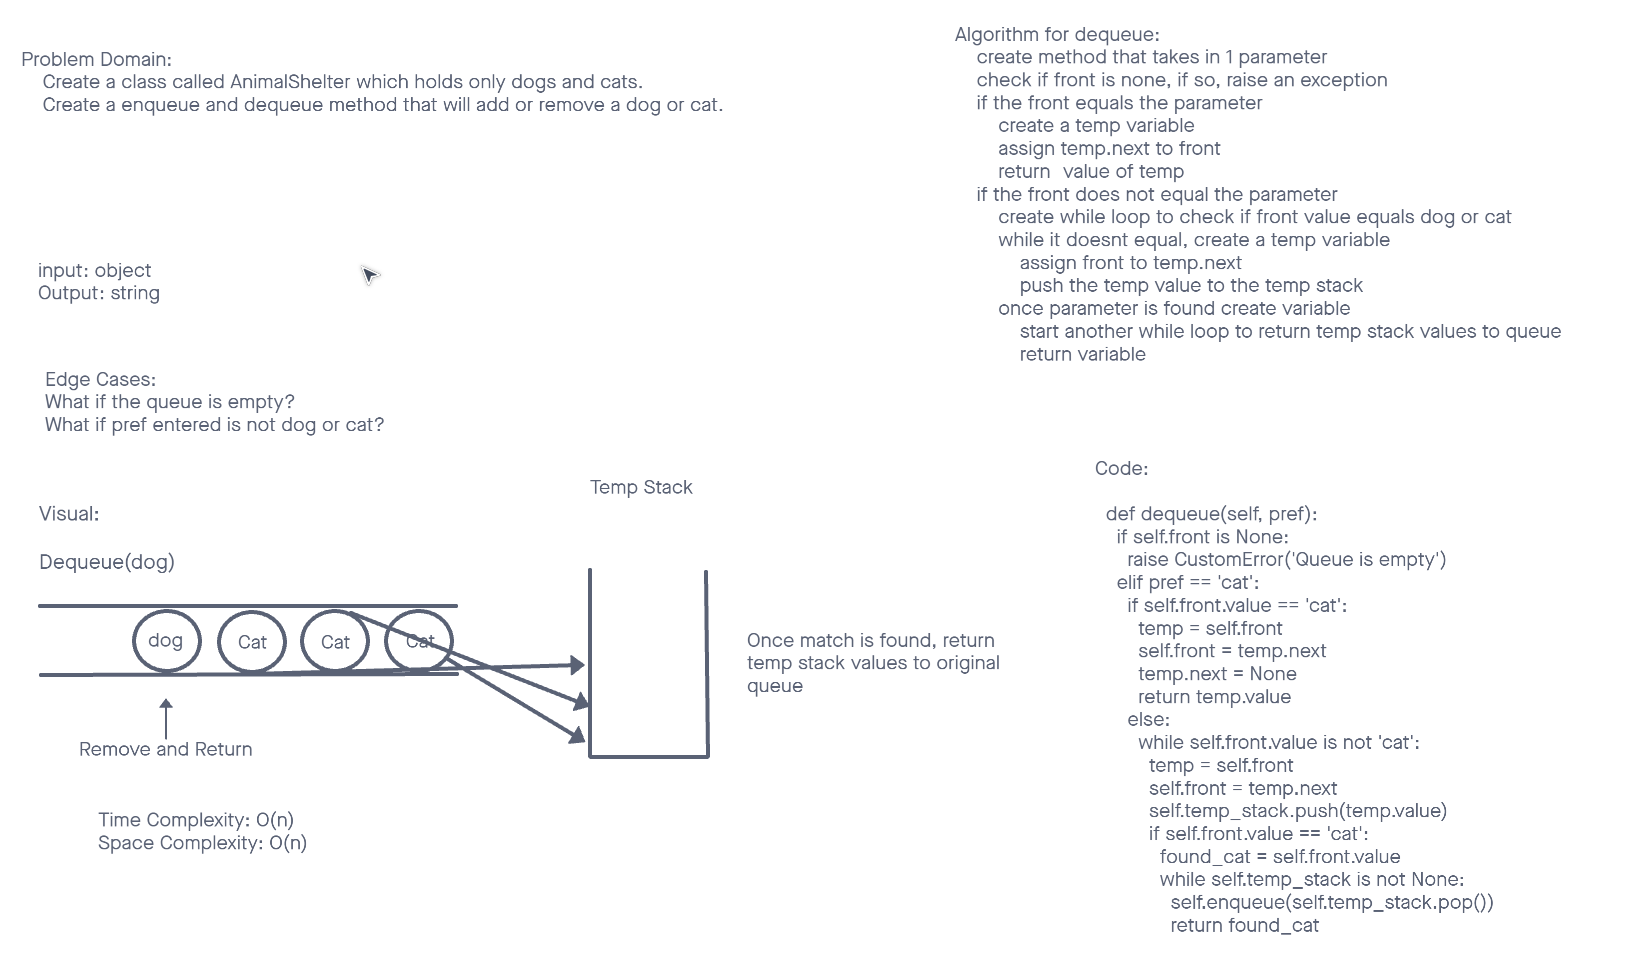 Problem Domain:
Create a class called AnimalShelter which holds only dogs and cats.
Create a enqueue and dequeue method that will add or remove a dog or cat.
input: object
Output: string
Edge Cases:
What if the queue is empty?
What if pref entered is not dog or cat?
Visual:
Dequeue(dog)
dog
Cat
Cat
Cat
Remove and Return
Temp Stack
Once match is found, return
temp stack values to original
queue
Time Complexity: O(n)
Space Complexity: O(n)
Algorithm for dequeue:
create method that takes in 1 parameter
check if front is none, if so, raise an exception
if the front equals the parameter
create a temp variable
assign temp.next to front
return value of temp
if the front does not equal the parameter
create while loop to check if front value equals dog or cat
while it doesnt equal, create a temp variable
assign front to temp.next
push the temp value to the temp stack
once parameter is found create variable
start another while loop to return temp stack values to queue
return variable
Code:
def dequeue(self, pref):
if self.front is None:
raise CustomError('Queue is empty')
elif pref == 'cat':
if self.front.value == 'cat':
temp = self.front
self.front = temp.next
temp.next = None
return temp.value
else:
while self.front.value is not 'cat':
temp = self.front
self.front = temp.next
self.temp_stack.push(temp.value)
if self.front.value == 'cat':
found_cat = self.front.value
while self.temp_stack is not None:
self.enqueue(self.temp_stack.pop())
return found_cat